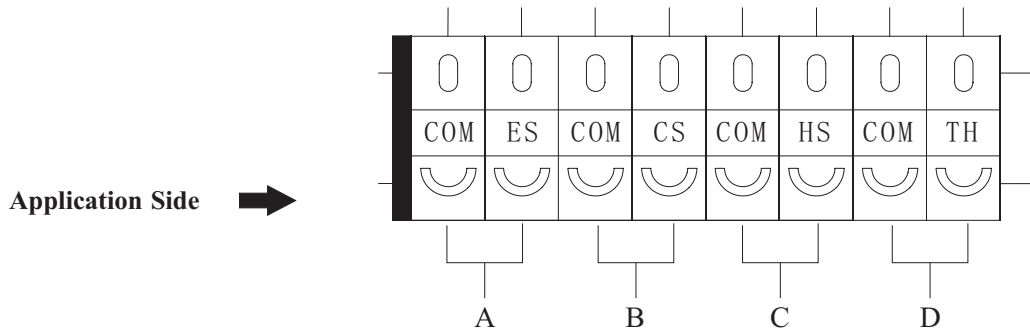 COM ES COM CS COM HS COM TH
Application Side
A B C D